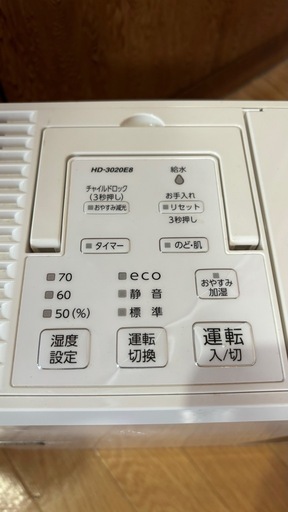 HD-3020E8
給水
チャイルドロック
(3秒押し)
おやすみ減光
お手入れ
リセット
3秒押し
タイマー
のど・肌
70
60
50(%)
eco
静音
標準
おやすみ
加湿
湿度
設定
運転
切換
運転
入/切